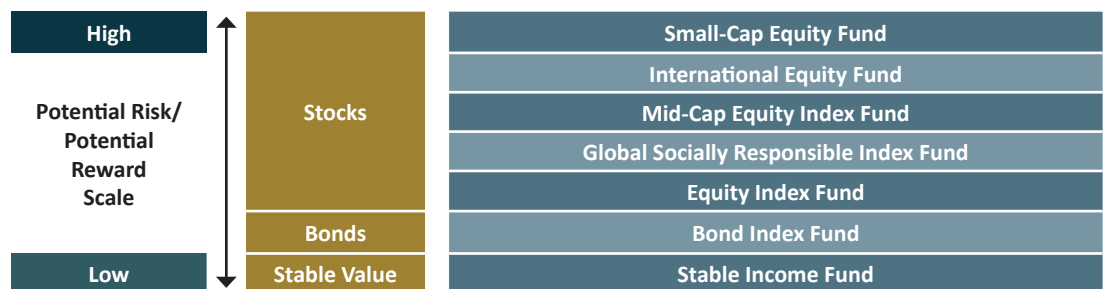 High
Potential Risk/
Potential
Reward
Scale
Low
Stocks
Bonds
Stable Value
Small-Cap Equity Fund
International Equity Fund
Mid-Cap Equity Index Fund
Global Socially Responsible Index Fund
Equity Index Fund
Bond Index Fund
Stable Income Fund